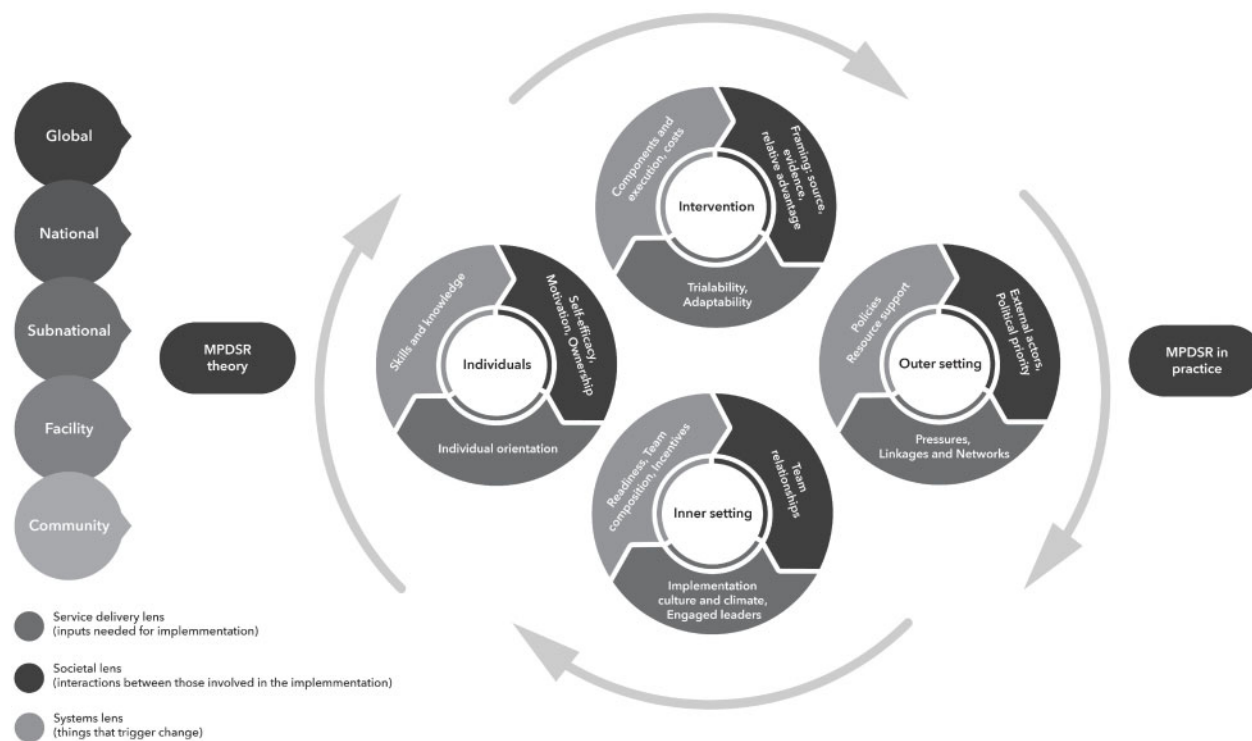 Global
National
Subnational
Facility
Community
MPDSR
theory
Components and
execution, costs
Framing: source,
evidence,
relative advantage
Intervention
Trialability,
Adaptability
Skills and knowledge
Self-efficacy,
Motivation, Ownership
Individuals
Individual orientation
Policies
Resource support
External actors,
Political priority
Outer setting
Pressures,
Linkages and Networks
Readiness, Team
composition, Incentives
Team
relationships
Inner setting
Implementation
culture and climate,
Engaged leaders
MPDSR in
practice
Service delivery lens
(inputs needed for implemmentation)
Societal lens
(interactions between those involved in the implemmentation)
Systems lens
(things that trigger change)